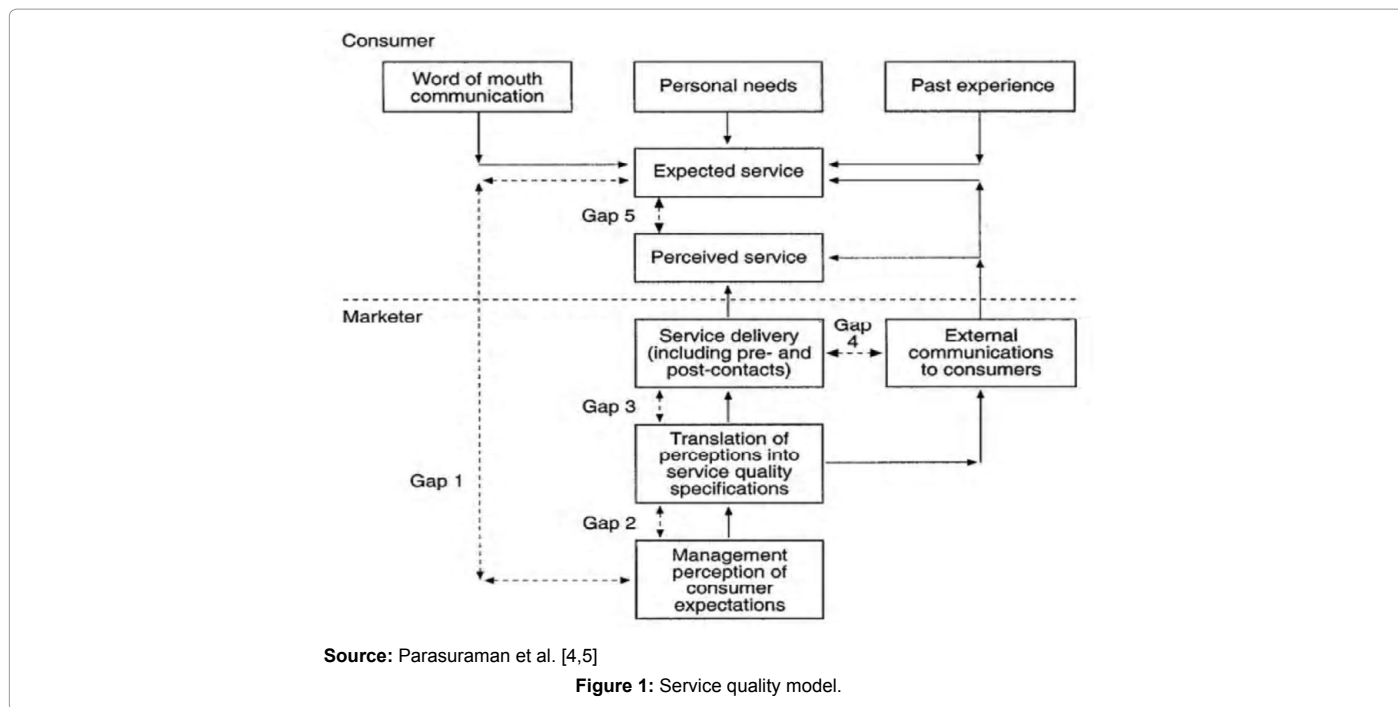 Consumer
Word of mouth
communication
Personal needs
Past experience
Expected service
Gap 5
Perceived service
Marketer
Service delivery
(including pre- and
post-contacts)
Gap
4
External
communications
to consumers
Gap 3
Translation of
perceptions into
service quality
specifications
Gap 1
Gap 2
Management
perception of
consumer
expectations
Source: Parasuraman et al. [4,5]
Figure 1: Service quality model.